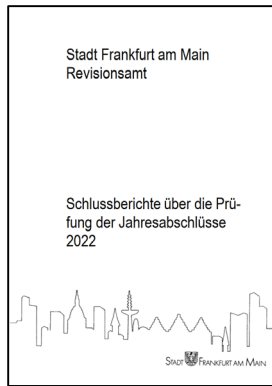 Stadt Frankfurt am Main
Revisionsamt
Schlussberichte über die Prü-
fung der Jahresabschlüsse
2022
STADT FRANKFURT AM MAIN